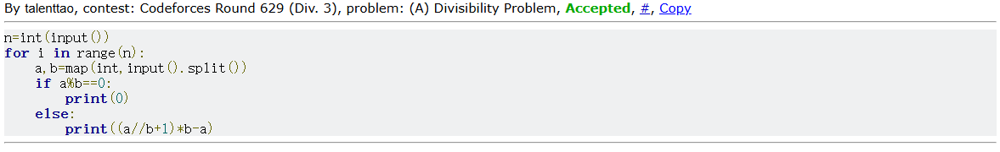 By talenttao, contest: Codeforces Round 629 (Div. 3), problem: (A) Divisibility Problem, Accepted, #, Copy
n=int(input())
for i in range(n):
    a,b=map(int,input().split())
    if a%b==0:
        print(0)
    else:
        print((a//b+1)*b-a)